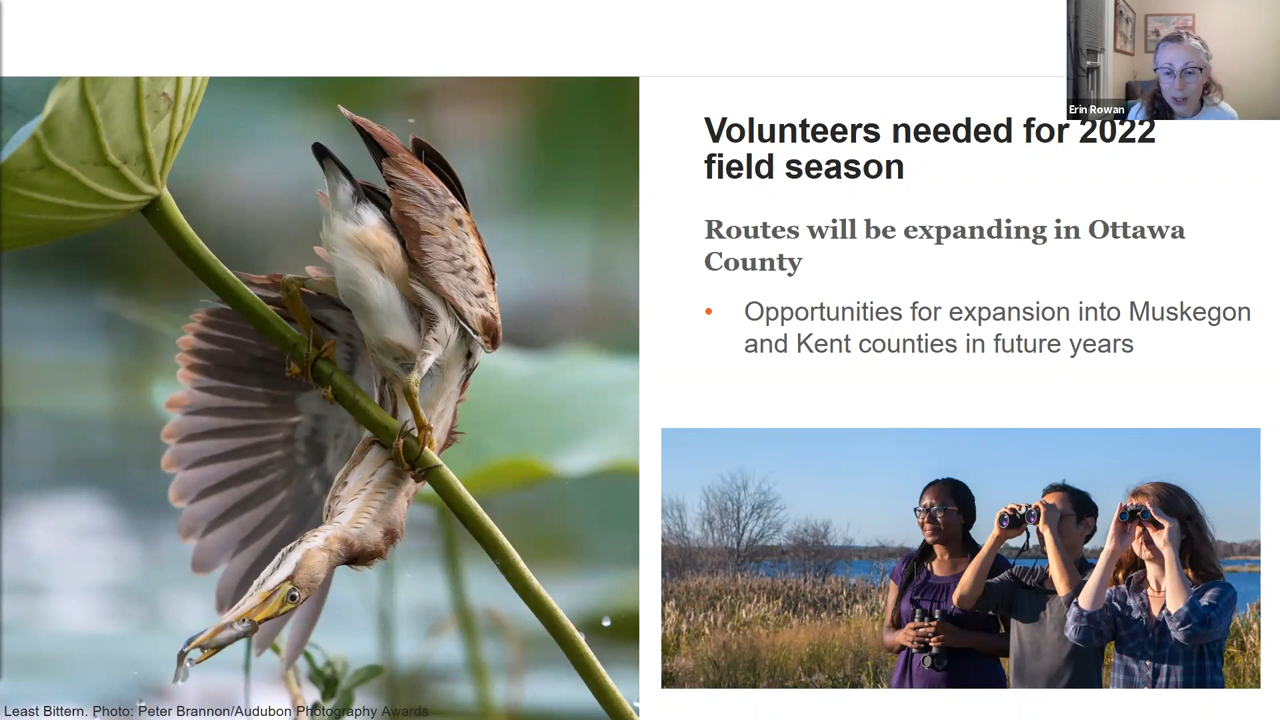 Erin Rowan
Volunteers needed for 2022
field season
Routes will be expanding in Ottawa
County
• Opportunities for expansion into Muskegon
and Kent counties in future years
Least Bittern. Photo: Peter Brannon/Audubon Photography Awards